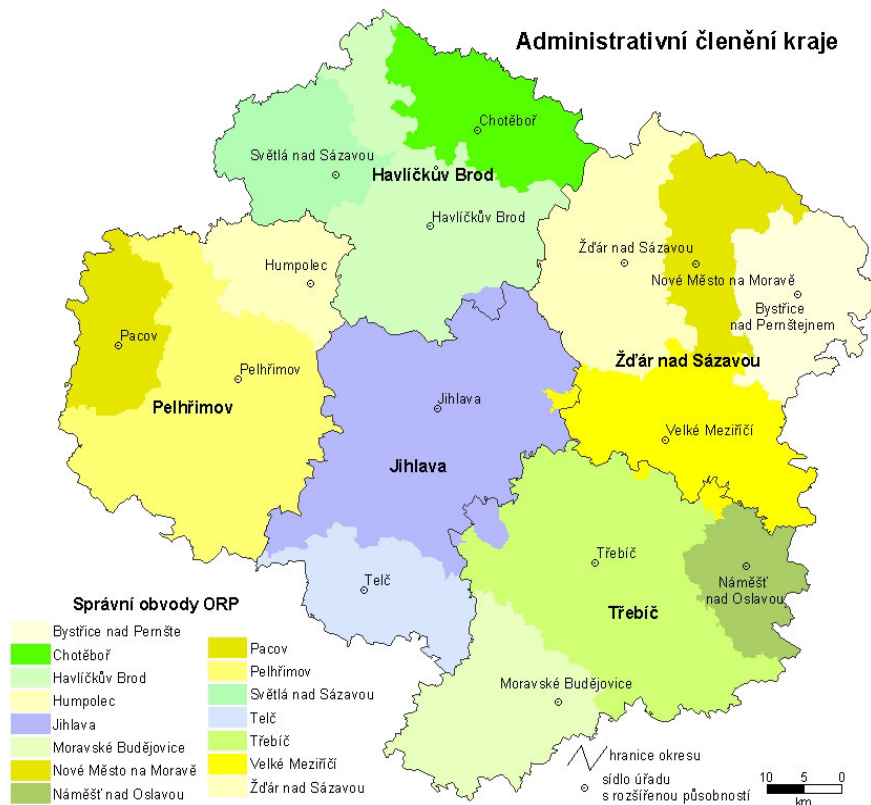 Administrativní členění kraje
Chotěboř
Světlá nad Sázavou
Havlíčkův Brod
Havlíčkův Brod
Žďár nad Sázavou
Humpolec
Nové Město na Moravě
Bystřice
nad Pernštejnem
Pacov
Pelhřimov
Žďár nad Sázavou
Pelhřimov
Jihlava
Velké Meziříčí
Jihlava
Třebíč
Telč
Náměšť
nad Oslavou
Třebíč
Moravské Budějovice
Správní obvody ORP
Bystřice nad Pernšte
Chotěboř
Havlíčkův Brod
Humpolec
Jihlava
Moravské Budějovice
Nové Město na Moravě
Náměšť nad Oslavou
Pacov
Pelhřimov
Světlá nad Sázavou
Telč
Třebíč
Velké Meziříčí
Žďár nad Sázavou
hranice okresu
sídlo úřadu
s rozšířenou působností
10 5 0
km